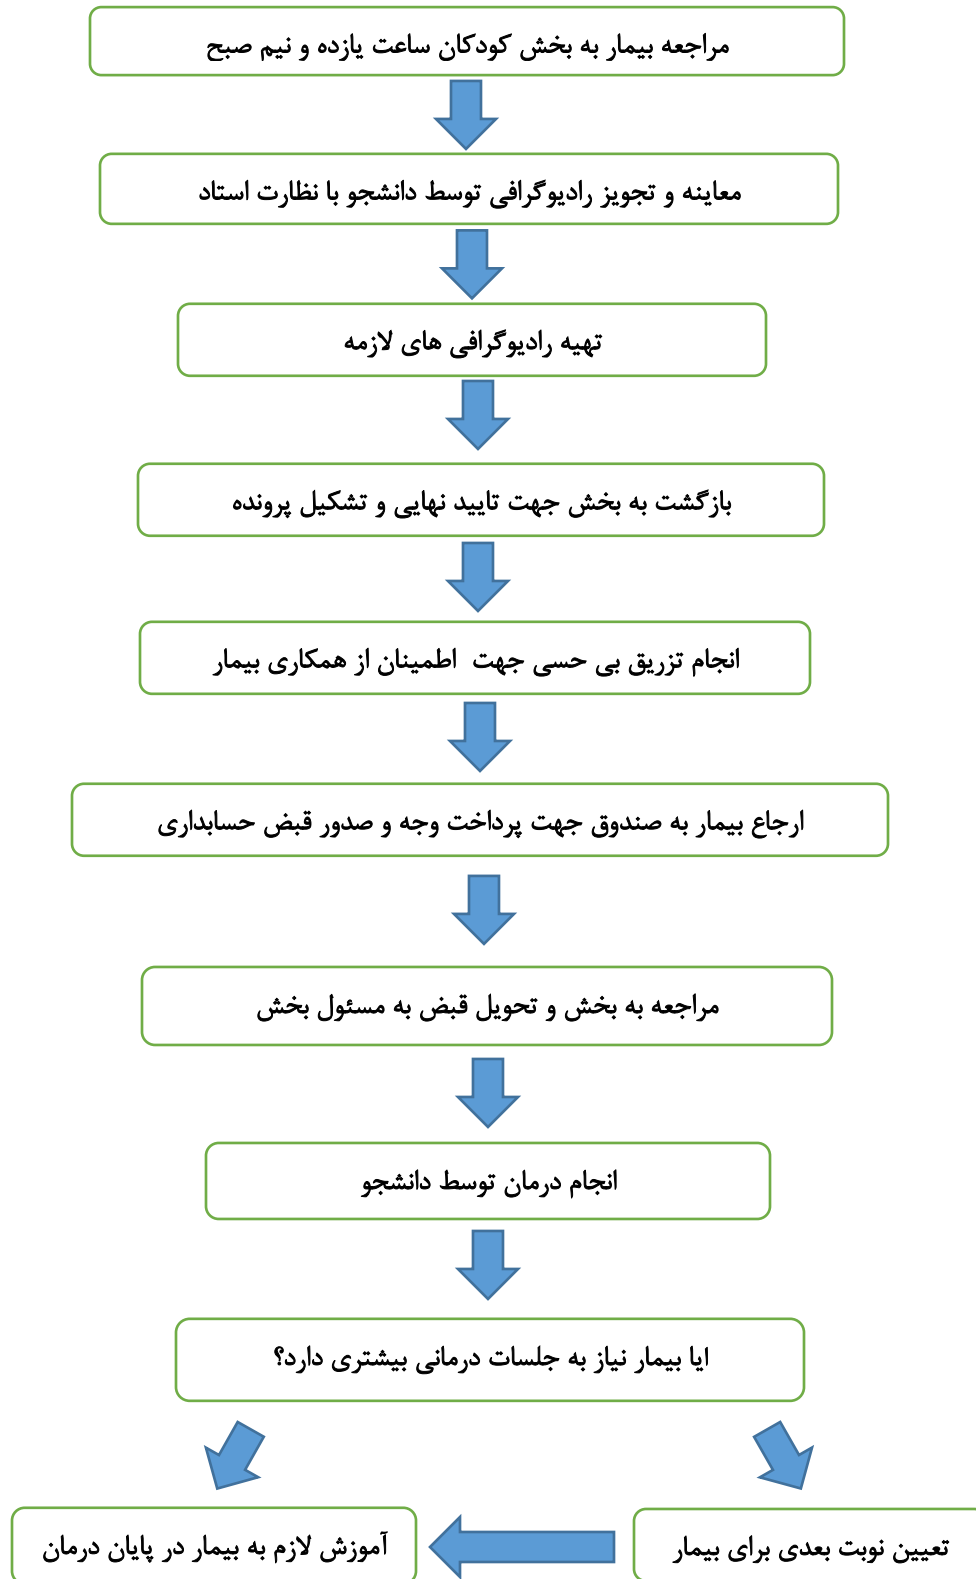 مراجعه بیمار به بخش کودکان ساعت یازده و نیم صبح
معاینه و تجویز رادیوگرافی توسط دانشجو با نظارت استاد
تهیه رادیوگرافی های لازمه
بازگشت به بخش جهت تایید نهایی و تشکیل پرونده
انجام تزریق بی حسی جهت اطمینان از همکاری بیمار
ارجاع بیمار به صندوق جهت پرداخت وجه و صدور قبض حسابداری
مراجعه به بخش و تحویل قبض به مسئول بخش
انجام درمان توسط دانشجو
ایا بیمار نیاز به جلسات درمانی بیشتری دارد؟
تعیین نوبت بعدی برای بیمار
آموزش لازم به بیمار در پایان درمان